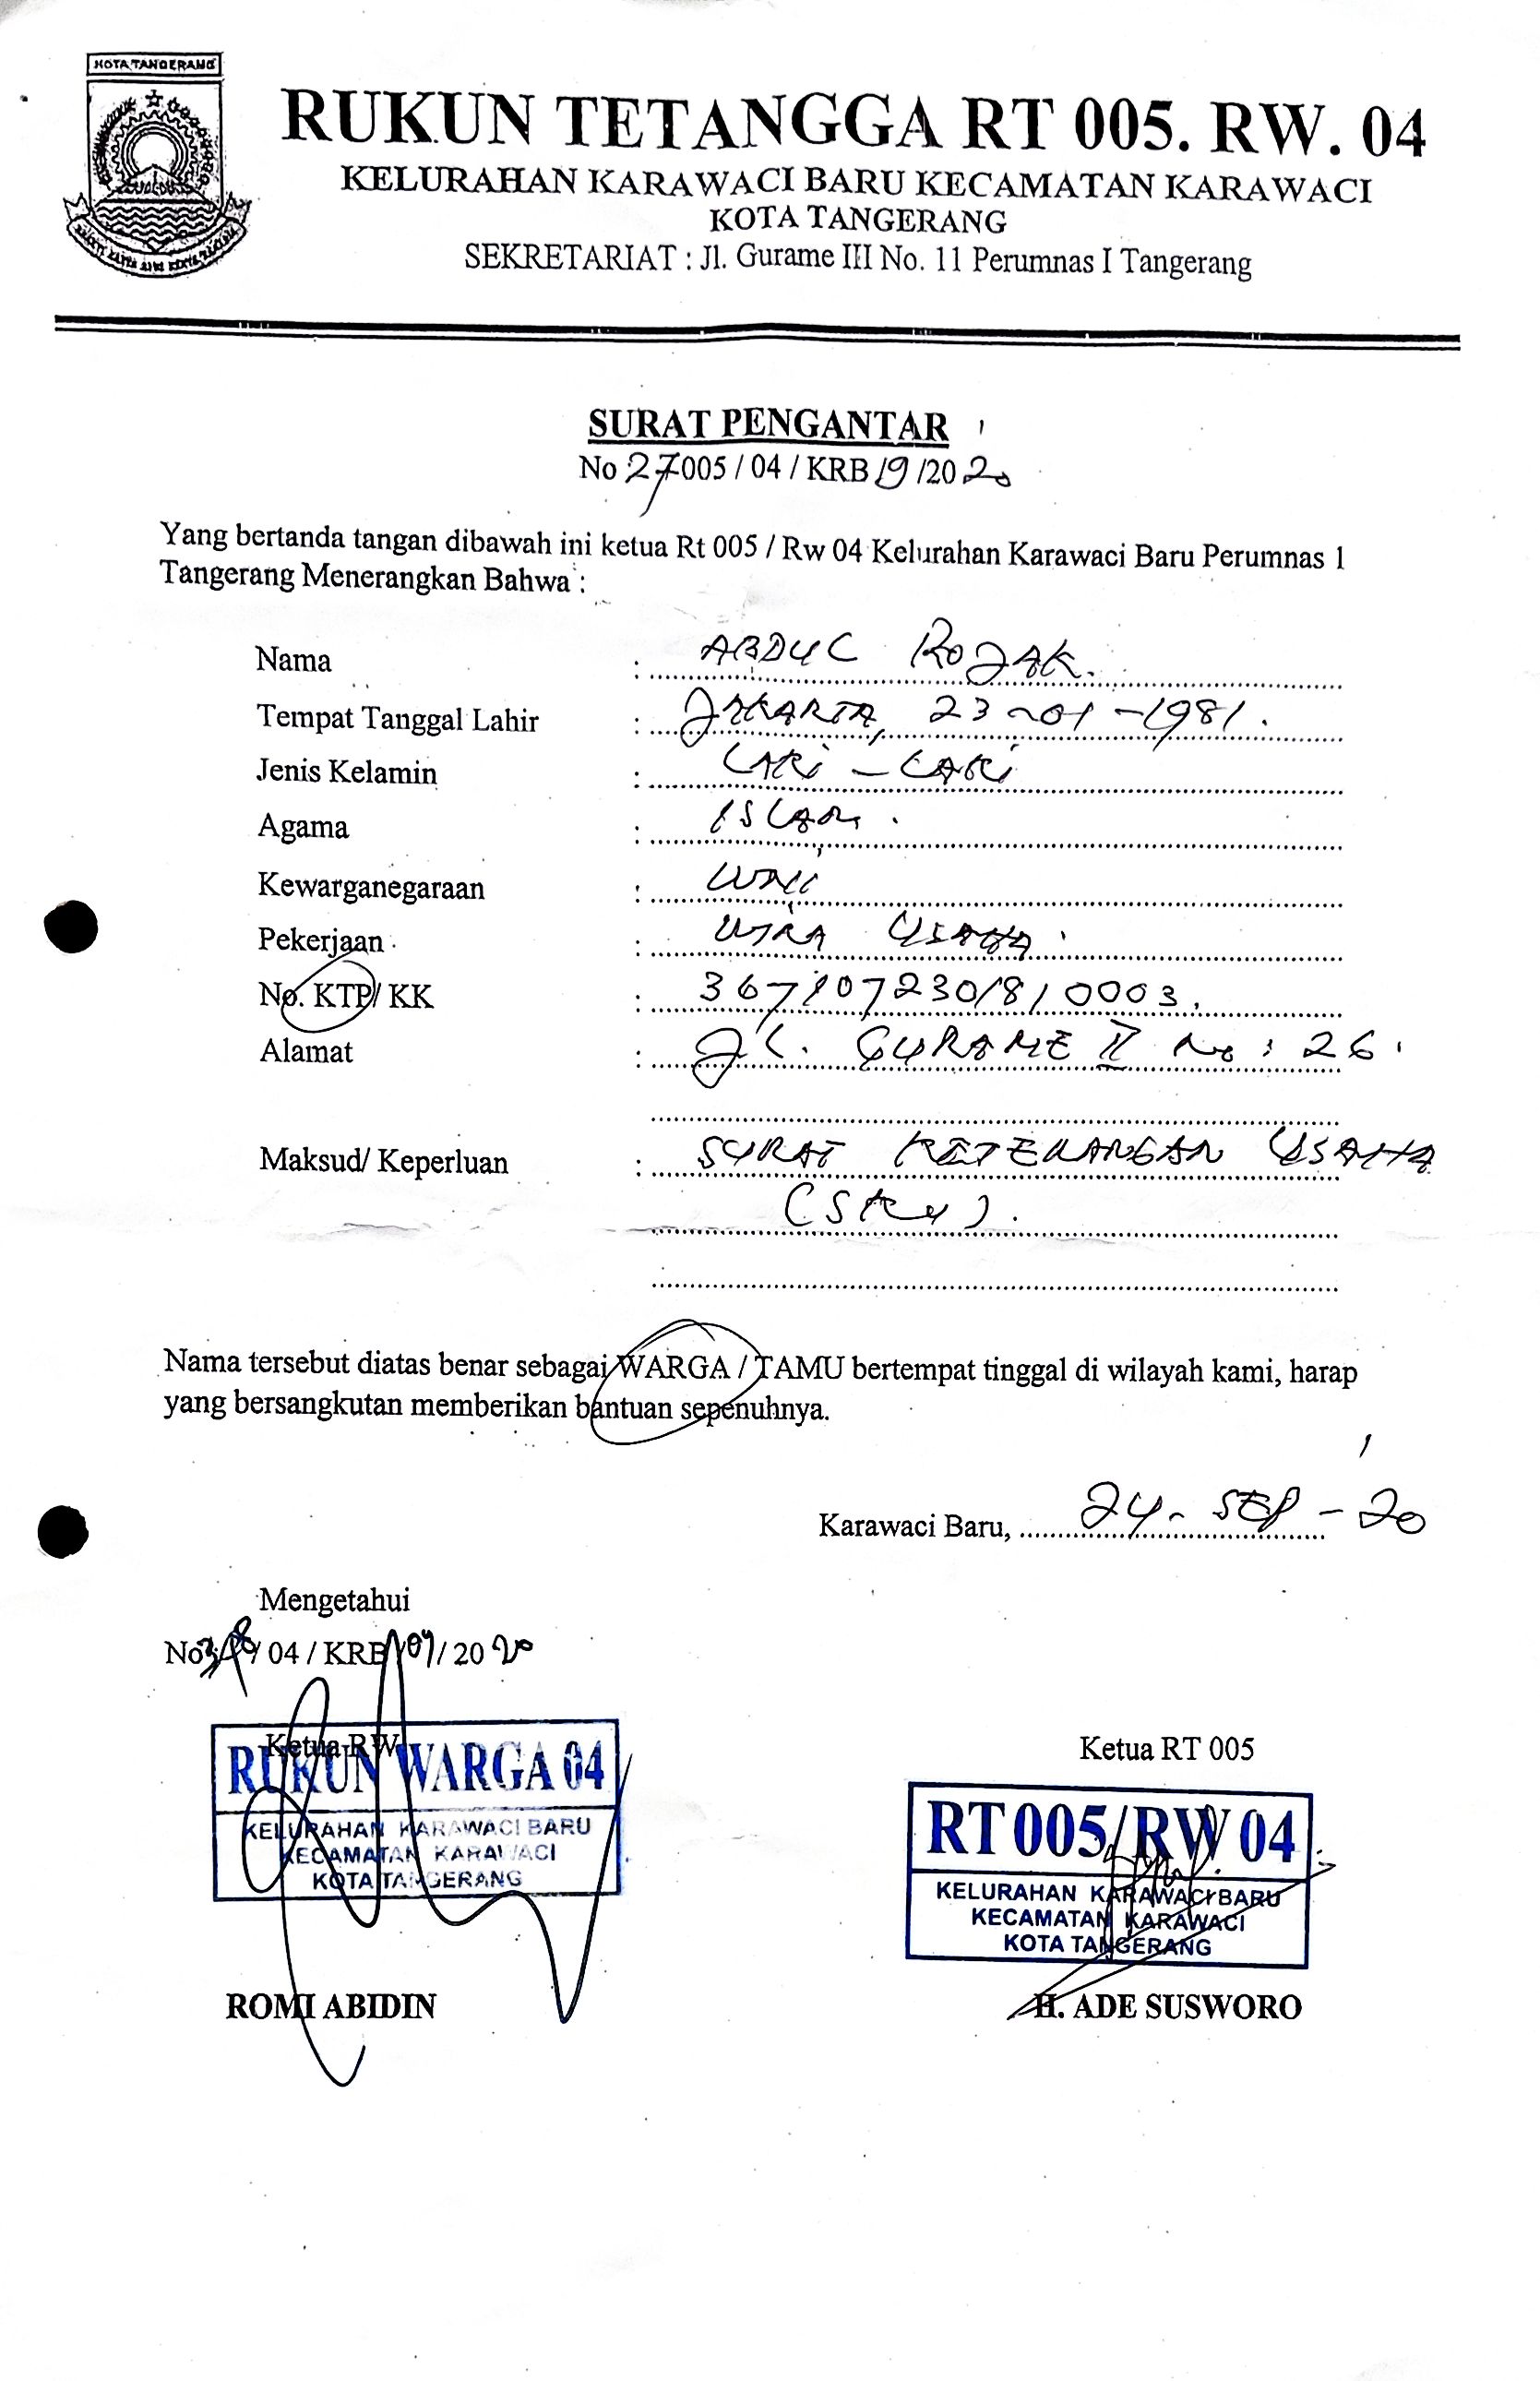 KOTA TANGERANG
RUKUN TETANGGA RT 005. RW. 04
KELURAHAN KARAWACI BARU KECAMATAN KARAWACI
KOTA TANGERANG
SEKRETARIAT : Jl. Gurame III No. 11 Perumnas I Tangerang
SURAT PENGANTAR
No 27 005 / 04 / KRB /9 /2020
Yang bertanda tangan dibawah ini ketua Rt 005 / Rw 04 Kelurahan Karawaci Baru Perumnas 1
Tangerang Menerangkan Bahwa :
Nama : ABDUL ROJAK.
Tempat Tanggal Lahir : JAKARTA, 23-01-1981.
Jenis Kelamin : LAKI-LAKI
Agama : ISLAM.
Kewarganegaraan : WNI
Pekerjaan : WIRA USAHA.
No. KTP/ KK : 3671072301810003.
Alamat : JL. GURAME II No: 26.
Maksud/ Keperluan : SURAT KETERANGAN USAHA
(SKU).
Nama tersebut diatas benar sebagai WARGA / TAMU bertempat tinggal di wilayah kami, harap
yang bersangkutan memberikan bantuan sepenuhnya.
Karawaci Baru, 24-SEP-20
Mengetahui
No / 04 / KRB /09/ 2020
Ketua RW
RUKUN WARGA 04
KELURAHAN KARAWACI BARU
KECAMATAN KARAWACI
KOTA TANGERANG
ROMI ABIDIN
Ketua RT 005
RT 005/RW 04
KELURAHAN KARAWACI BARU
KECAMATAN KARAWACI
KOTA TANGERANG
H. ADE SUSWORO